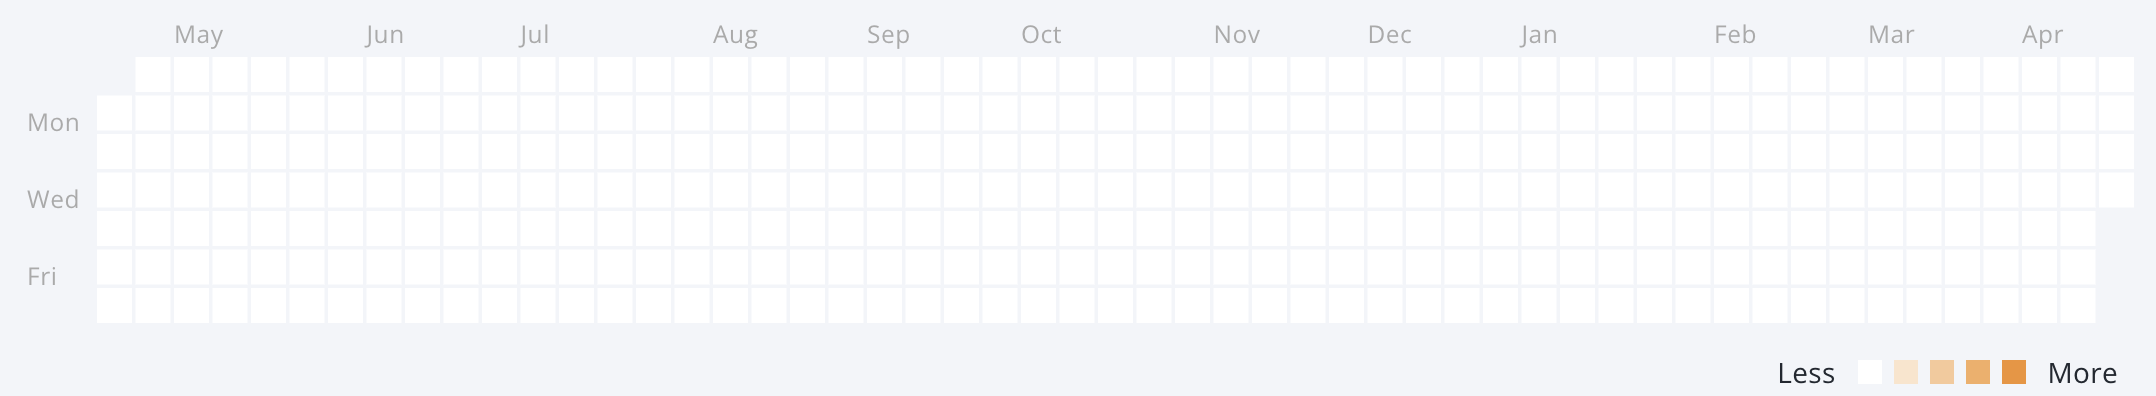 May Jun Jul Aug Sep Oct Nov Dec Jan Feb Mar Apr
Mon
Wed
Fri
Less More